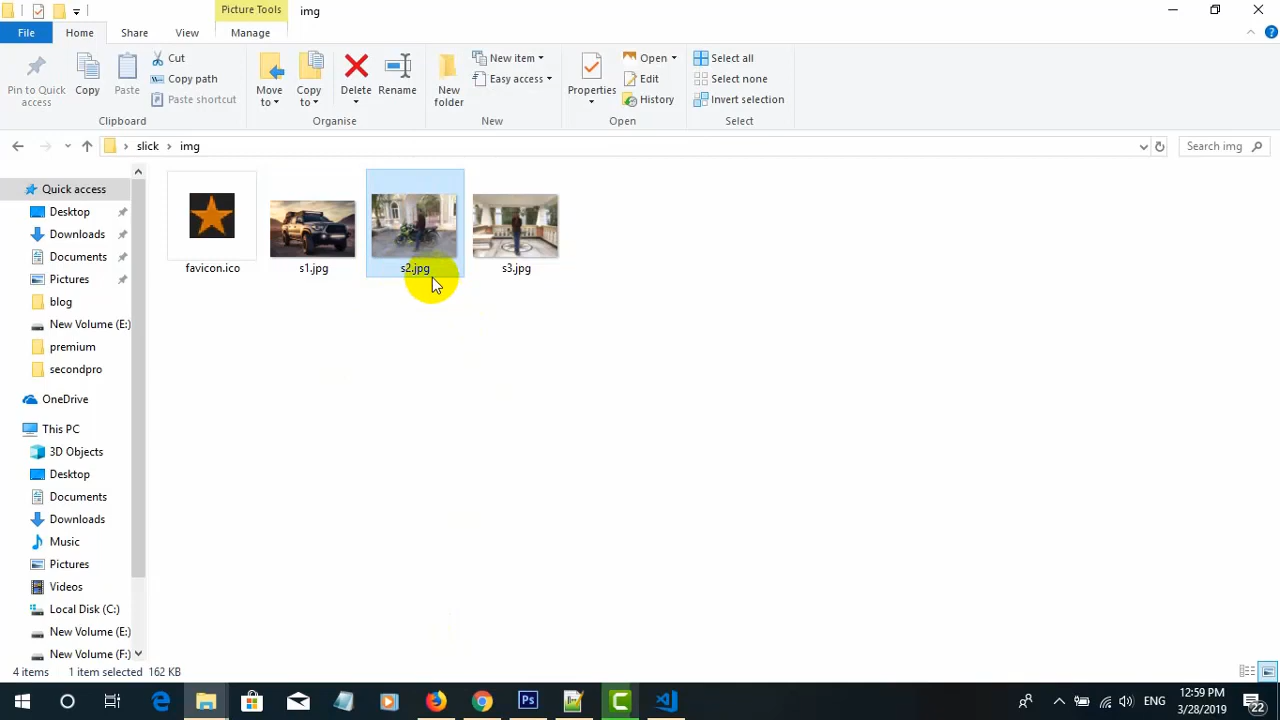 Picture Tools
img
File
Home
Share
View
Manage
Pin to Quick access
Copy
Paste
Cut
Copy path
Paste shortcut
Clipboard
Move to
Copy to
Delete
Rename
Organise
New folder
New item
Easy access
New
Properties
Open
Edit
History
Open
Select all
Select none
Invert selection
Select
slick
img
Search img
Quick access
Desktop
Downloads
Documents
Pictures
blog
New Volume (E:)
premium
secondpro
OneDrive
This PC
3D Objects
Desktop
Documents
Downloads
Music
Pictures
Videos
Local Disk (C:)
New Volume (E:)
New Volume (F:)
favicon.ico
s1.jpg
s2.jpg
s3.jpg
4 items
1 item selected
162 KB
Ps
ENG
12:59 PM
3/28/2019
22